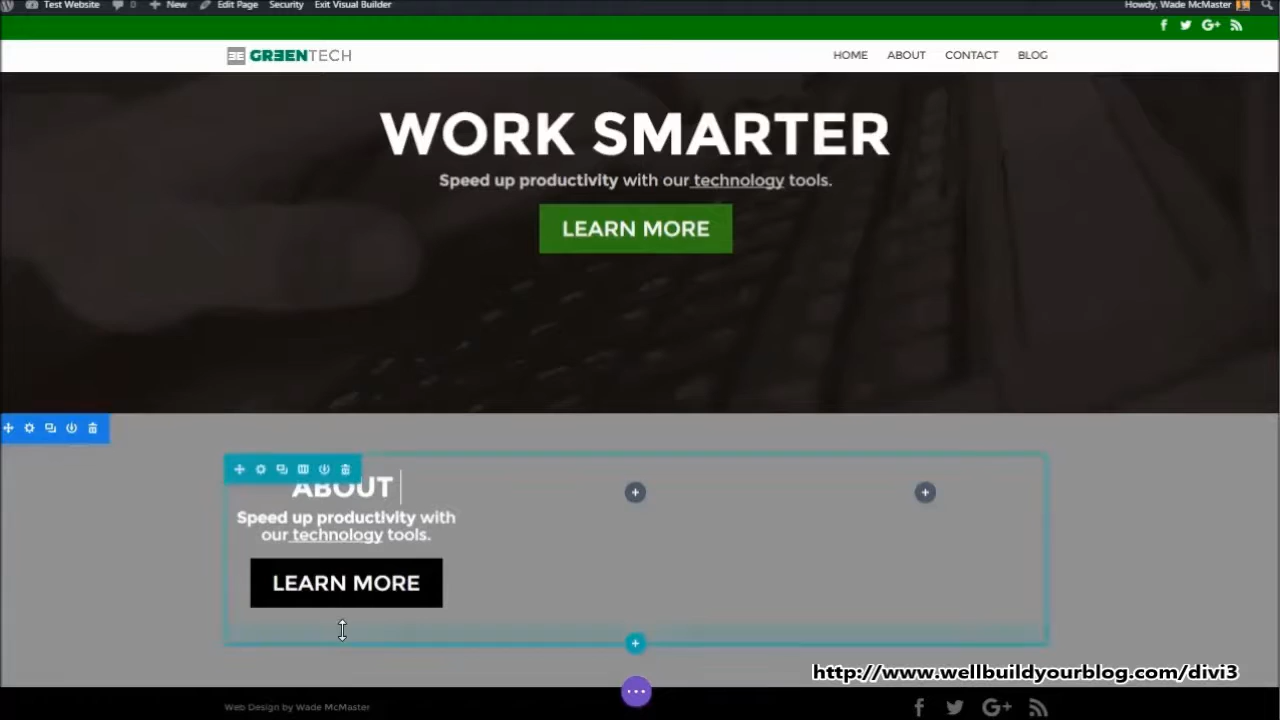 Test Website 0 New Edit Page Security Exit Visual Builder Howdy, Wade McMaster
GREENTECH HOME ABOUT CONTACT BLOG
WORK SMARTER
Speed up productivity with our technology tools.
LEARN MORE
ABOUT
Speed up productivity with
our technology tools.
LEARN MORE
http://www.wellbuildyourblog.com/divi3
Web Design by Wade McMaster